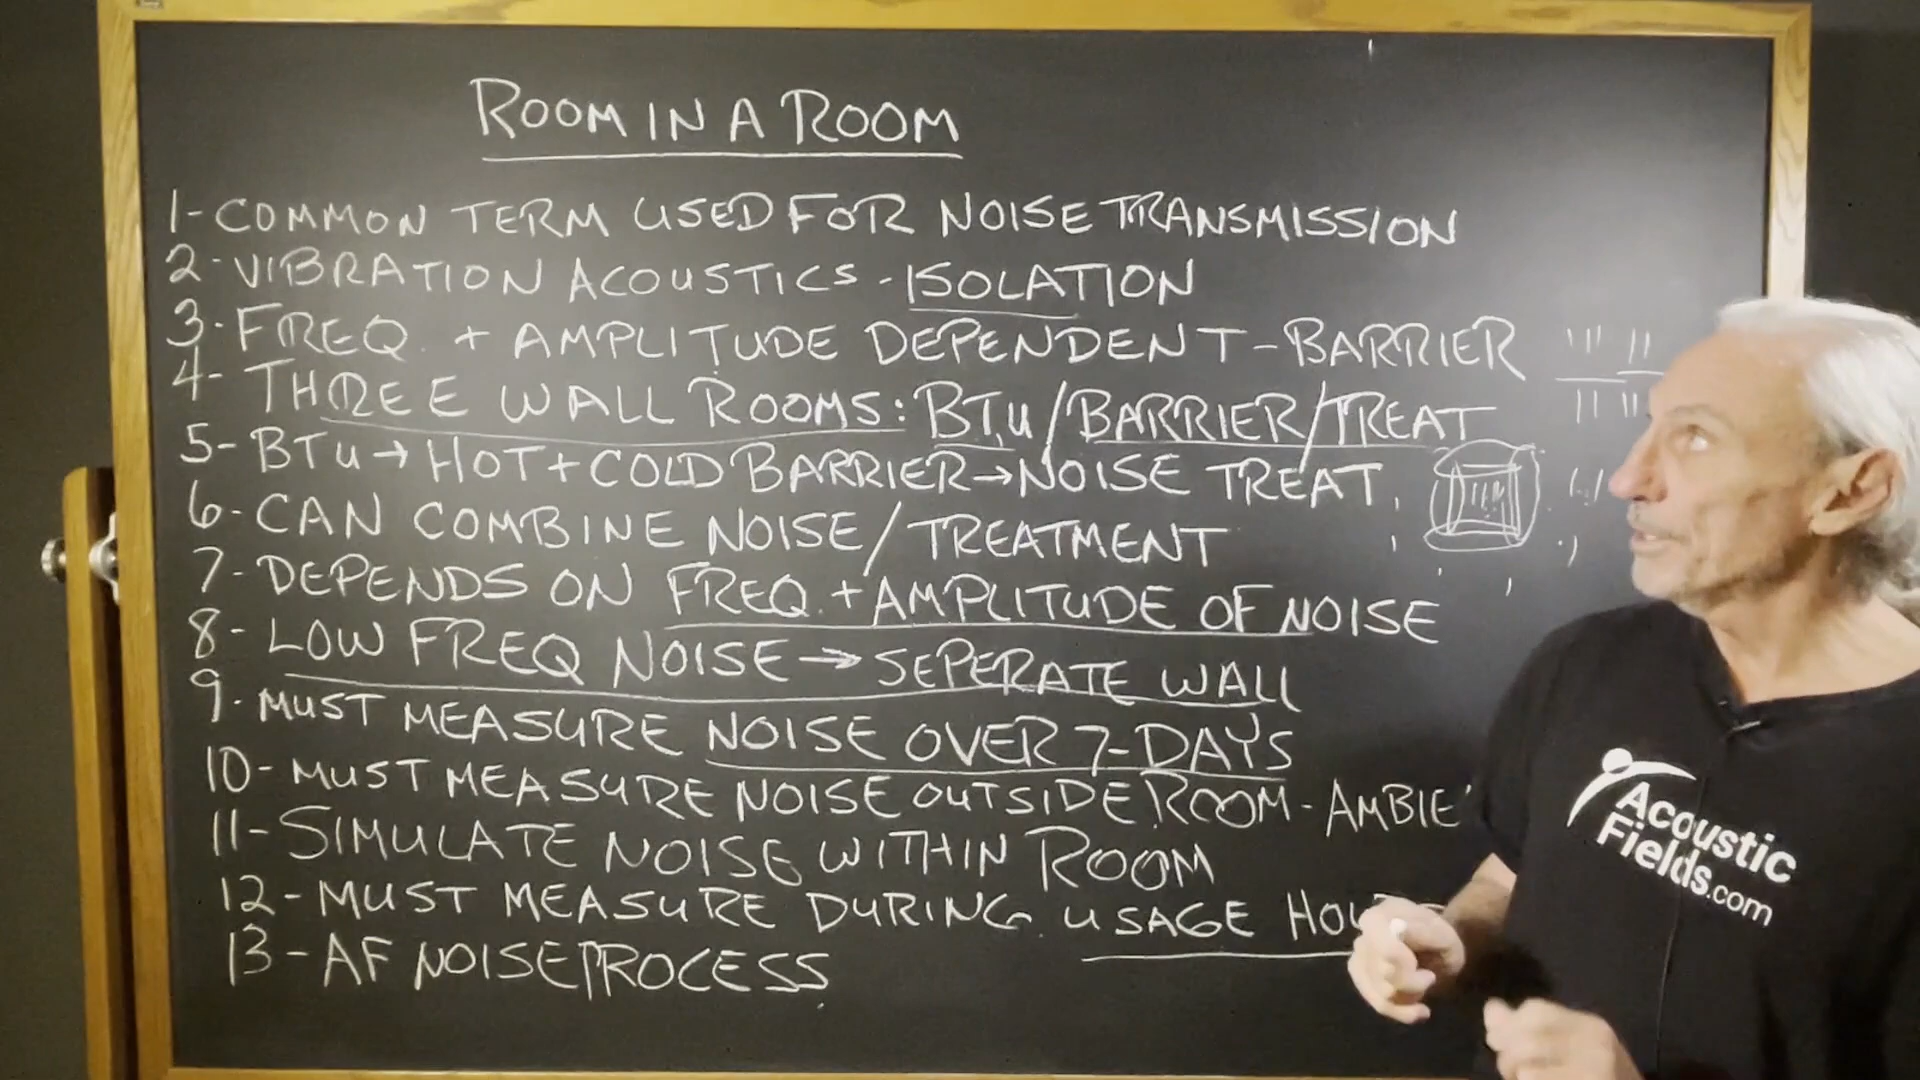 ROOM IN A ROOM
1-COMMON TERM USED FOR NOISE TRANSMISSION
2-VIBRATION ACOUSTICS-ISOLATION
3-FREQ. + AMPLITUDE DEPENDENT-BARRIER
4-THREE WALL ROOMS: BTU/BARRIER/TREAT
5-BTU→HOT+COLD BARRIER→NOISE TREAT.
6-CAN COMBINE NOISE/TREATMENT
7-DEPENDS ON FREQ.+AMPLITUDE OF NOISE
8-LOW FREQ NOISE→SEPERATE WALL
9-MUST MEASURE NOISE OVER 7-DAYS
10-MUST MEASURE NOISE OUTSIDE ROOM-AMBIE
11-SIMULATE NOISE WITHIN ROOM
12-MUST MEASURE DURING USAGE HOU
13-AF NOISE PROCESS
Acoustic
Fields.com